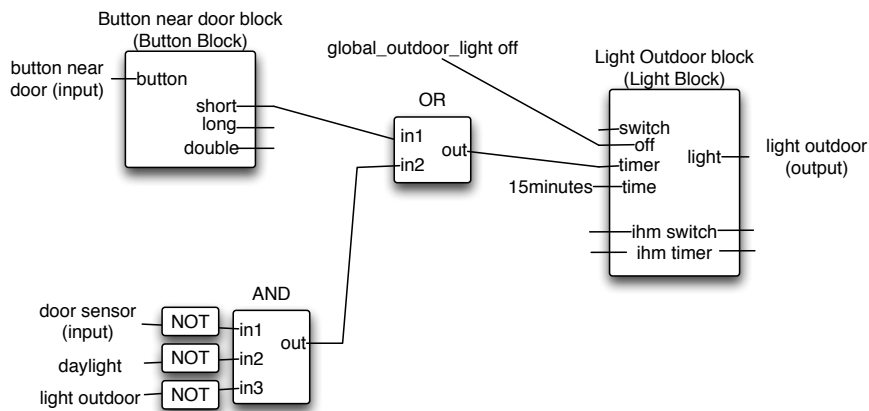 Button near door block
(Button Block)
button near
door (input)
button
short
long
double
global_outdoor_light off
OR
in1
in2
out
Light Outdoor block
(Light Block)
switch
off
timer
15minutes
time
light
light outdoor
(output)
ihm switch
ihm timer
AND
door sensor
(input)
NOT
in1
daylight
NOT
in2
out
light outdoor
NOT
in3